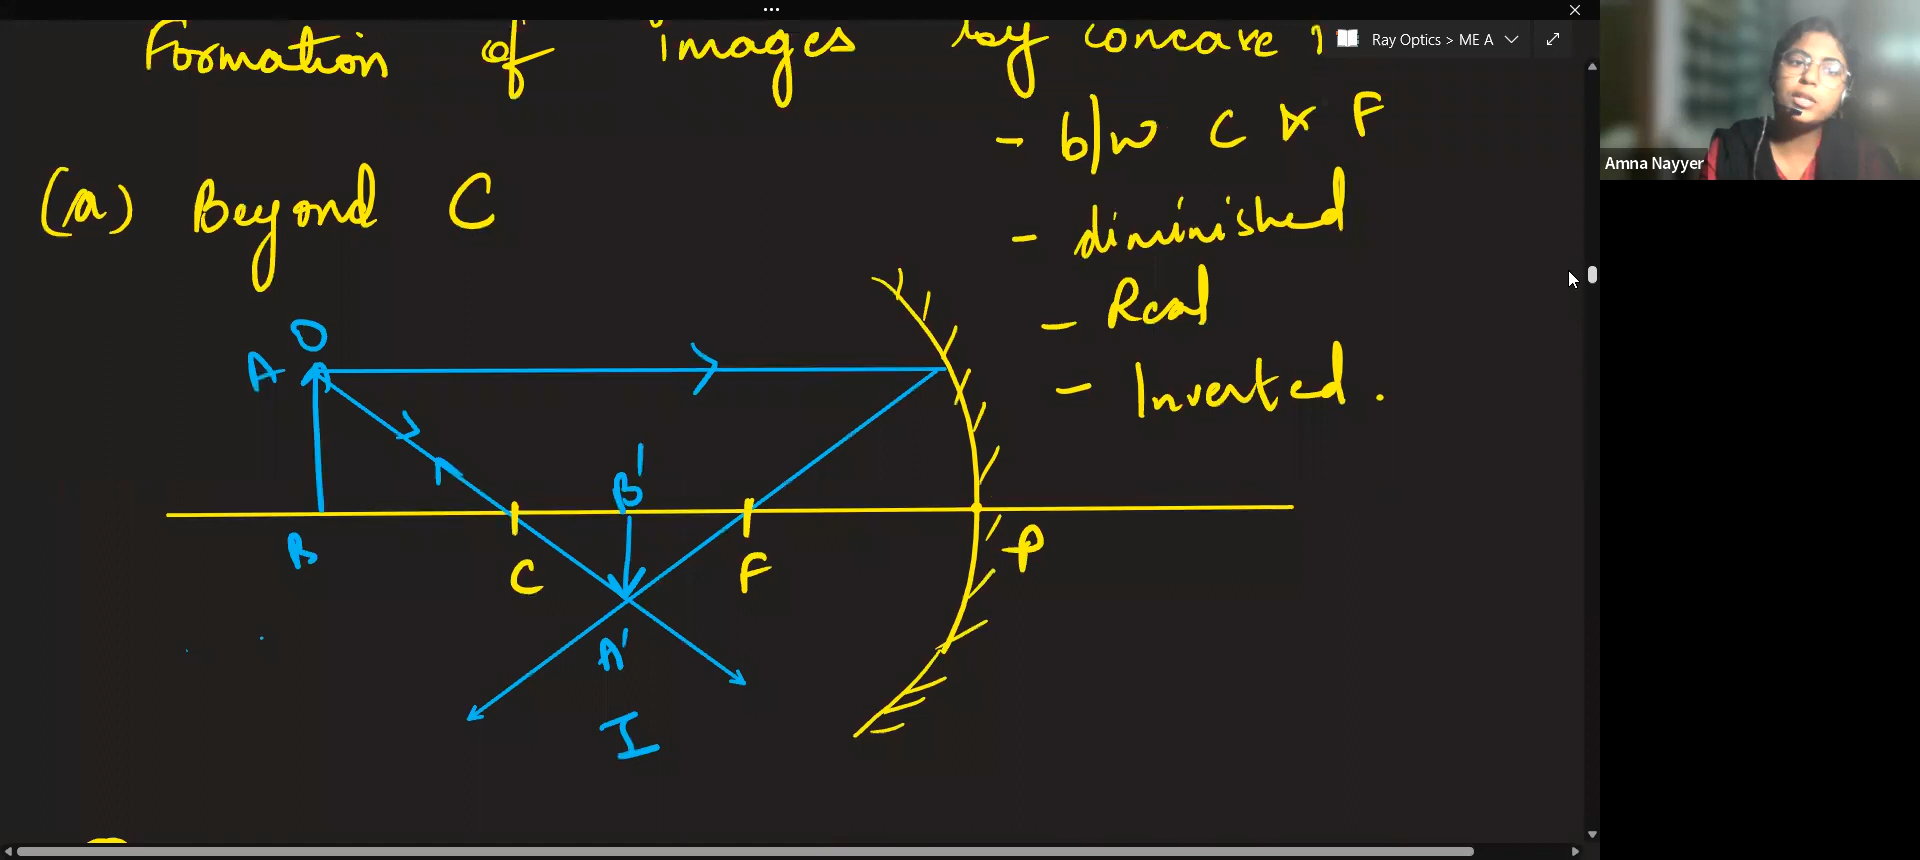 Formation of images by concave
Ray Optics > ME A
- b/w C & F
Amna Nayyer
(a) Beyond C
- diminished
- Real
- Inverted.
O
A
B'
B
C
F
P
A'
I